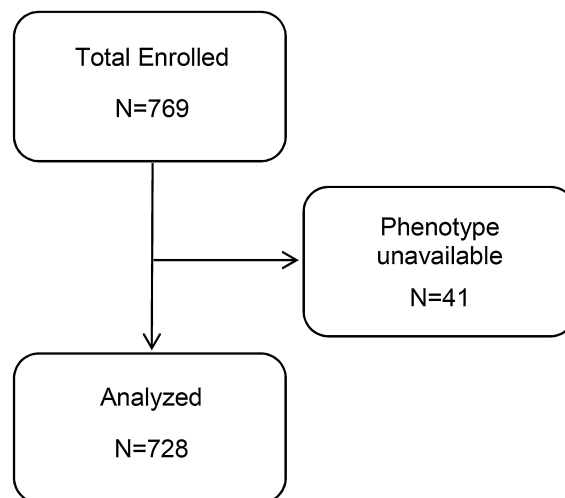 Total Enrolled
N=769
Phenotype
unavailable
N=41
Analyzed
N=728